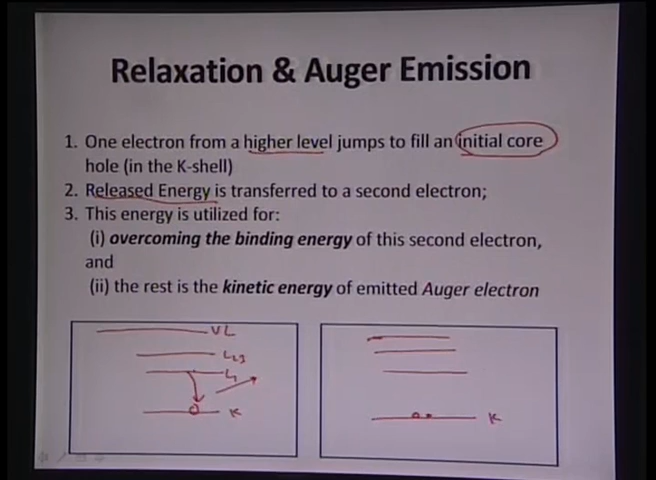 Relaxation & Auger Emission
1. One electron from a higher level jumps to fill an initial core
hole (in the K-shell)
2. Released Energy is transferred to a second electron;
3. This energy is utilized for:
(i) overcoming the binding energy of this second electron,
and
(ii) the rest is the kinetic energy of emitted Auger electron
VL
L23
L1
K
K